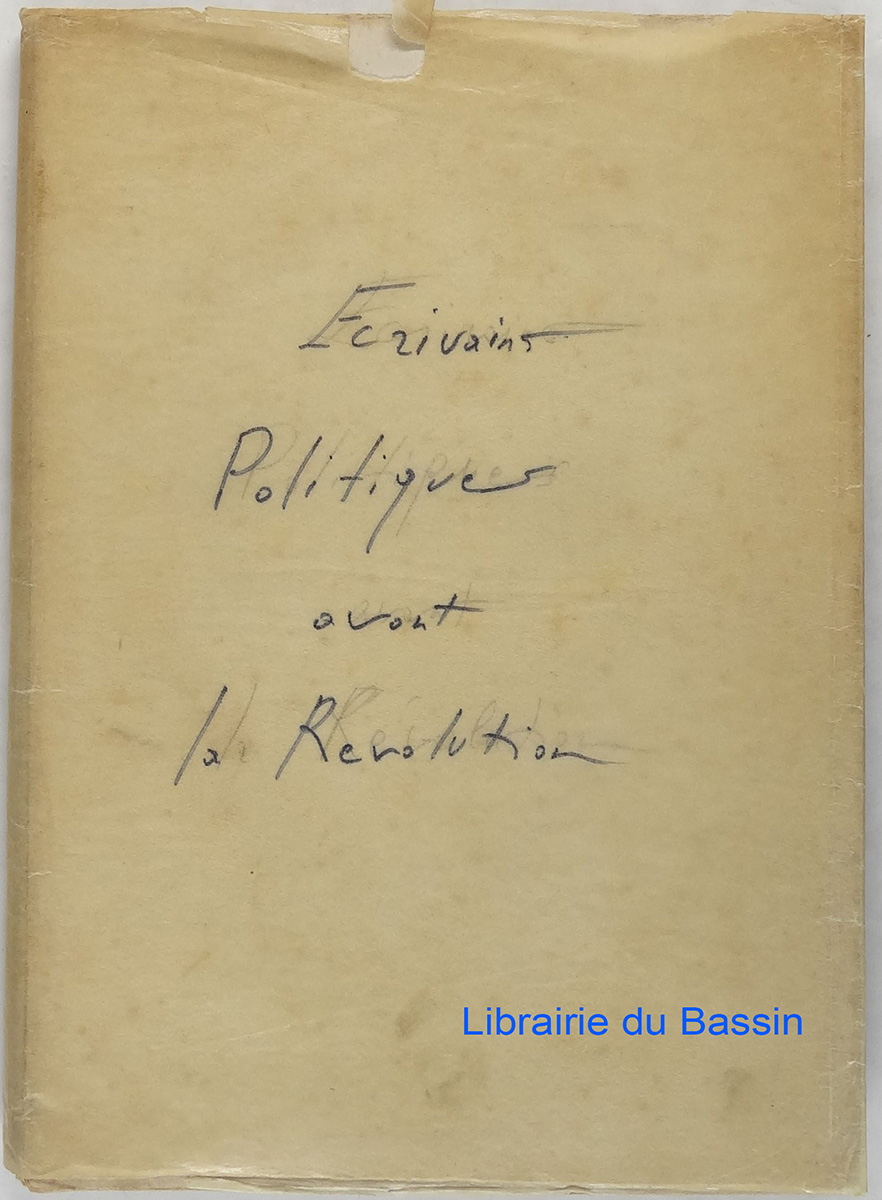 Ecrivains
Politiques
avant
la Revolution
Librairie du Bassin